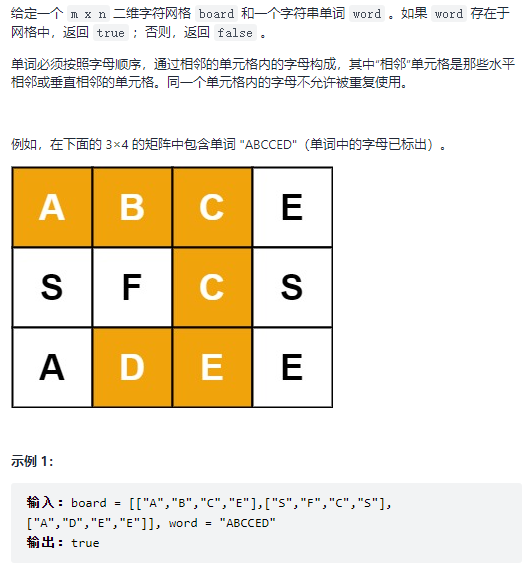 给定一个 m x n 二维字符网格 board 和一个字符串单词 word 。如果 word 存在于
网格中，返回 true ；否则，返回 false 。
单词必须按照字母顺序，通过相邻的单元格内的字母构成，其中“相邻”单元格是那些水平
相邻或垂直相邻的单元格。同一个单元格内的字母不允许被重复使用。
例如，在下面的 3×4 的矩阵中包含单词 "ABCCED"（单词中的字母已标出）。
A B C E
S F C S
A D E E
示例 1：
输入：board = [["A","B","C","E"],["S","F","C","S"],
["A","D","E","E"]], word = "ABCCED"
输出：true